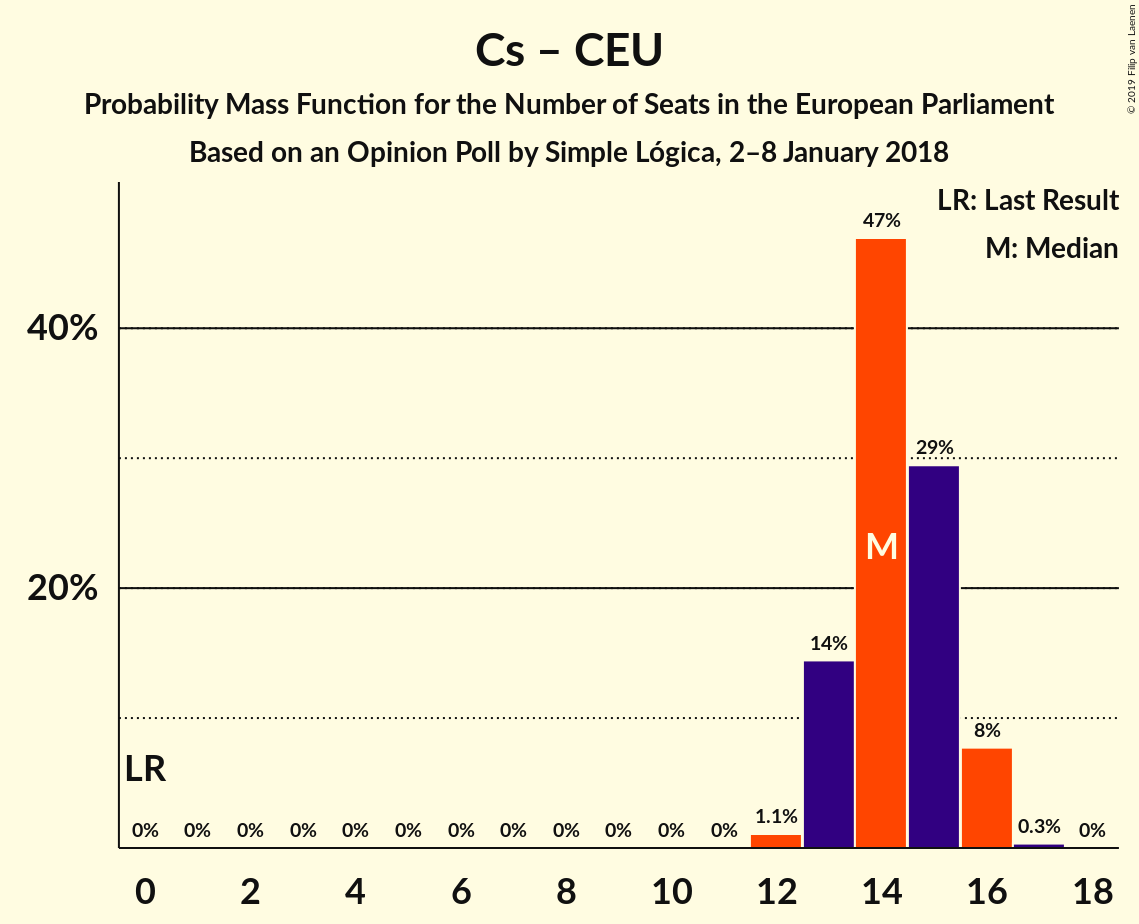 Cs – CEU
Probability Mass Function for the Number of Seats in the European Parliament
Based on an Opinion Poll by Simple Lógica, 2–8 January 2018
© 2019 Filip van Laenen
LR: Last Result
M: Median
40%
20%
47%
29%
M
14%
8%
LR
0% 0% 0% 0% 0% 0% 0% 0% 0% 0% 0% 0% 1.1% 0.3% 0%
0 2 4 6 8 10 12 14 16 18